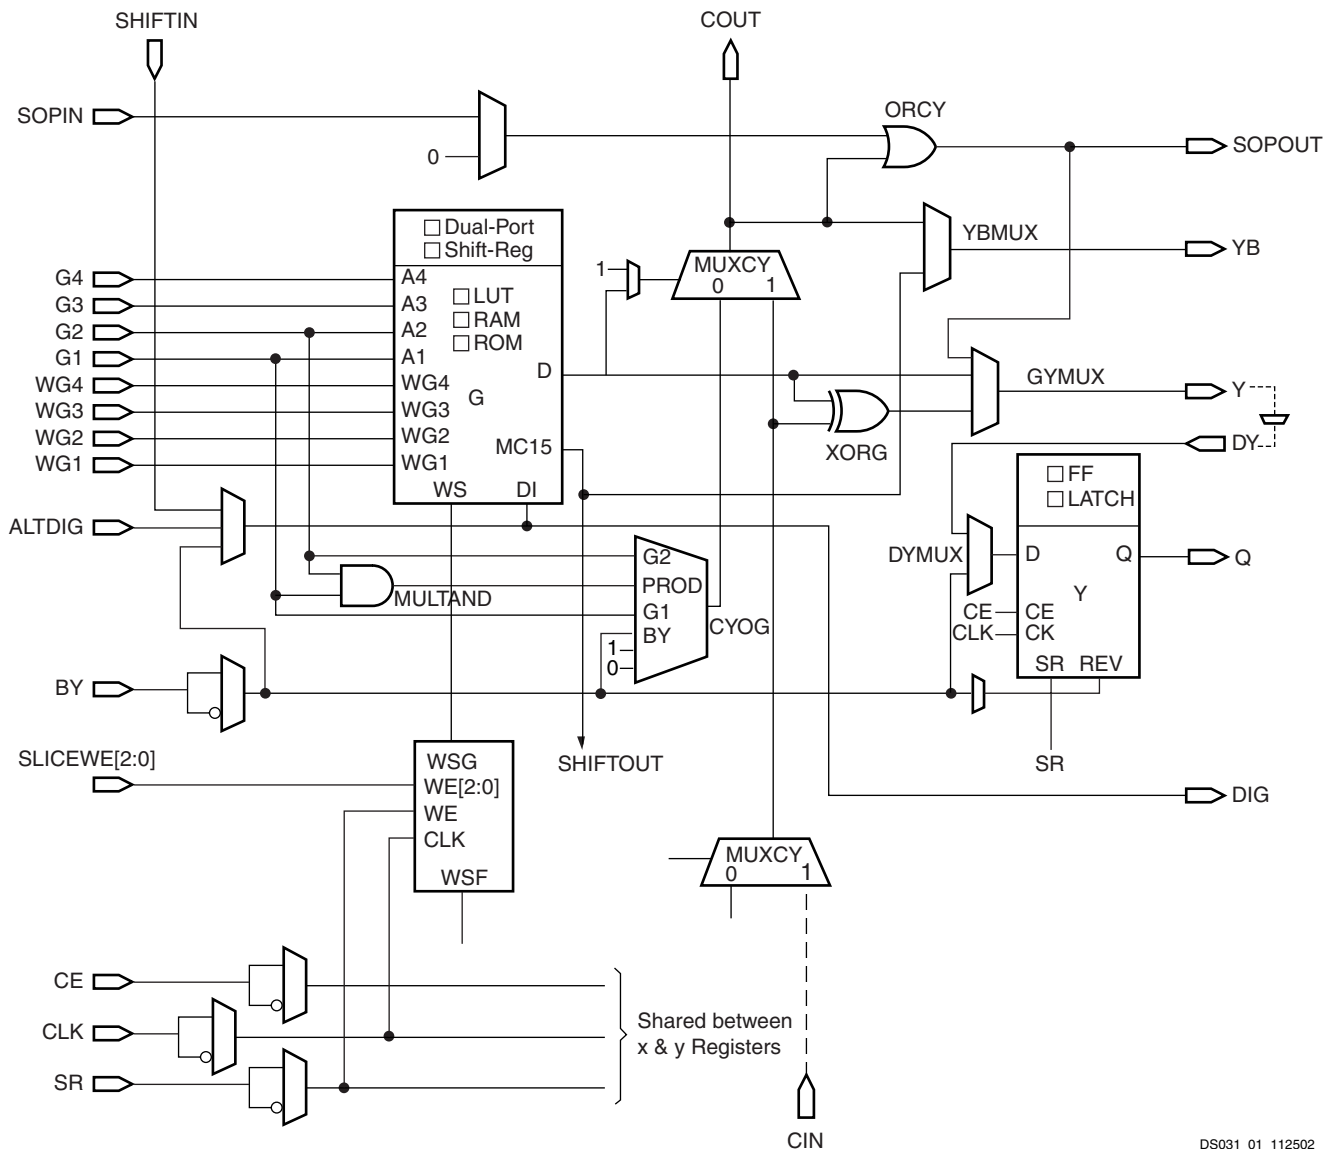 SHIFTIN
COUT
SOPIN
0
ORCY
SOPOUT
Dual-Port
Shift-Reg
YBMUX
YB
G4
G3
G2
G1
WG4
WG3
WG2
WG1
A4
A3
A2
A1
WG4
WG3
WG2
WG1
LUT
RAM
ROM
G
D
MC15
WS
DI
1
MUXCY
0
1
GYMUX
Y
DY
XORG
FF
LATCH
ALTDIG
DYMUX
D
Q
Q
Y
CE
CE
CLK
CK
SR
REV
SR
MULTAND
G2
PROD
G1
BY
1
0
CYOG
BY
SLICEWE[2:0]
SHIFTOUT
WSG
WE[2:0]
WE
CLK
WSF
DIG
MUXCY
0
1
CE
CLK
SR
Shared between
x & y Registers
CIN
DS031_01_112502